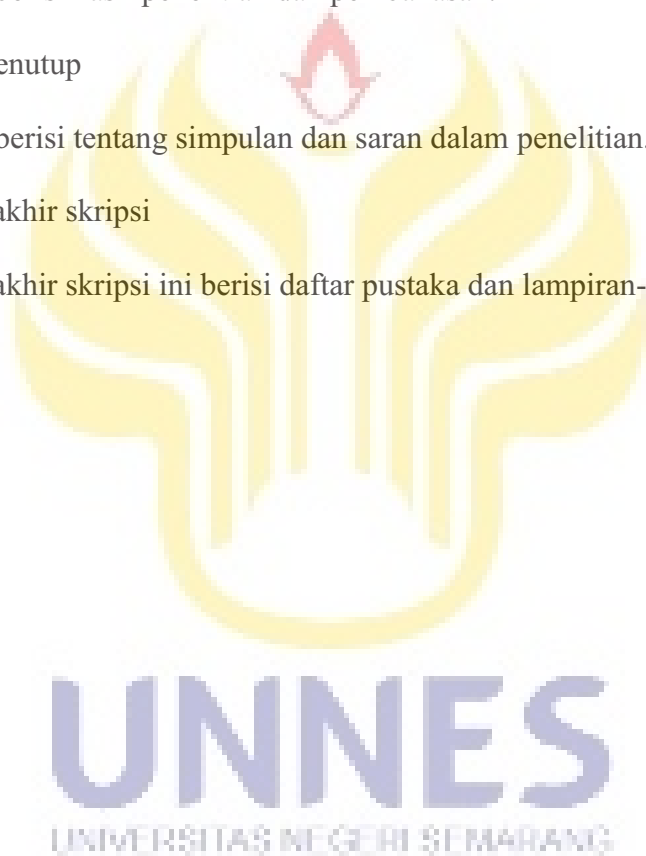 enutup
berisi tentang simpulan dan saran dalam penelitian.
akhir skripsi
akhir skripsi ini berisi daftar pustaka dan lampiran-
UNNES
UNIVERSITAS NEGERI SEMARANG